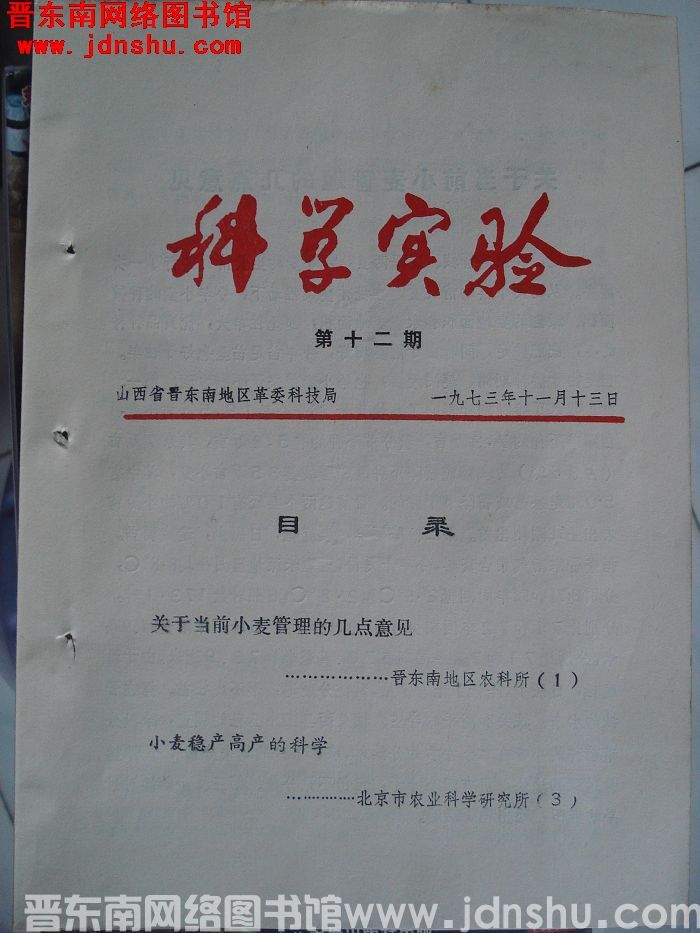 晋东南网络图书馆
www.jdnshu.com
科学实验
第十二期
山西省晋东南地区革委科技局 一九七三年十一月十三日
目录
关于当前小麦管理的几点意见
………………晋东南地区农科所(1)
小麦稳产高产的科学
…………北京市农业科学研究所(3)
晋东南网络图书馆 www.jdnshu.com